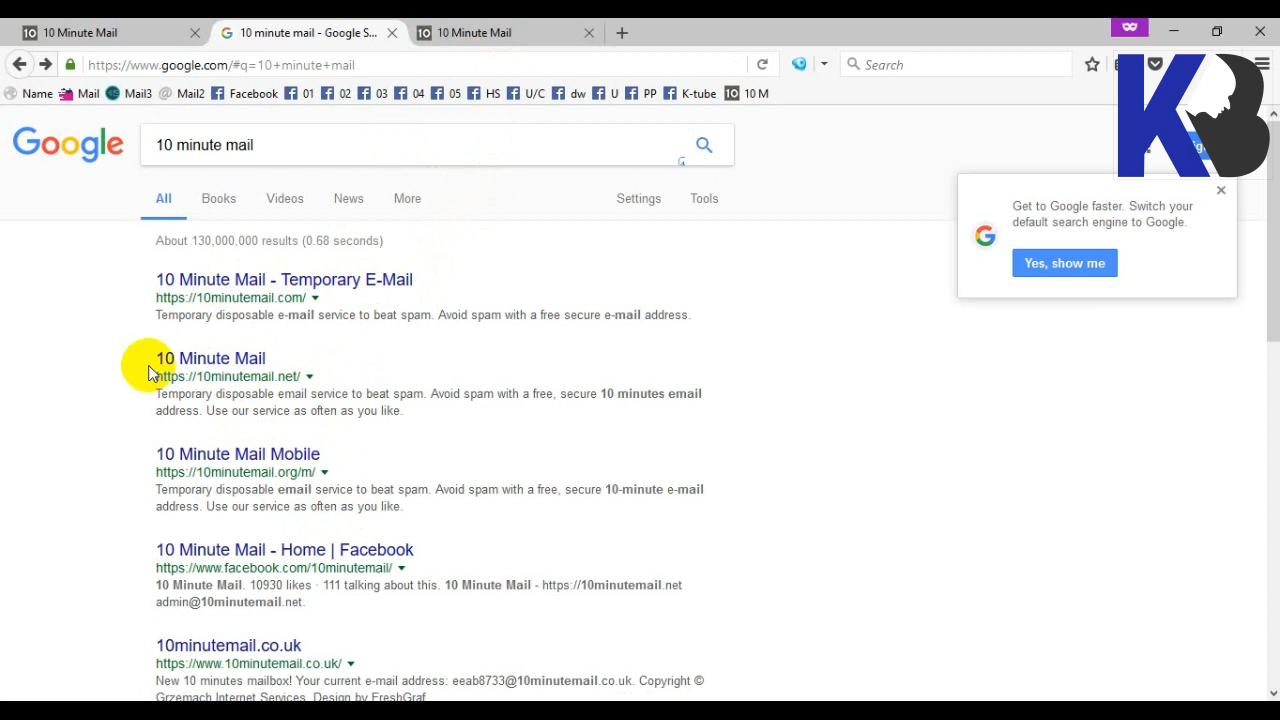 10 Minute Mail
10 minute mail - Google S...
10 Minute Mail
https://www.google.com/#q=10+minute+mail
Search
Name Mail Mail3 Mail2 Facebook 01 02 03 04 05 HS U/C dw U PP K-tube 10 M
Google
10 minute mail
All Books Videos News More Settings Tools
KB
Get to Google faster. Switch your
default search engine to Google.
Yes, show me
About 130,000,000 results (0.68 seconds)
10 Minute Mail - Temporary E-Mail
https://10minutemail.com/
Temporary disposable e-mail service to beat spam. Avoid spam with a free secure e-mail address.
10 Minute Mail
https://10minutemail.net/
Temporary disposable email service to beat spam. Avoid spam with a free, secure 10 minutes email
address. Use our service as often as you like.
10 Minute Mail Mobile
https://10minutemail.org/m/
Temporary disposable email service to beat spam. Avoid spam with a free, secure 10-minute e-mail
address. Use our service as often as you like.
10 Minute Mail - Home | Facebook
https://www.facebook.com/10minutemail/
10 Minute Mail. 10930 likes · 111 talking about this. 10 Minute Mail - https://10minutemail.net
admin@10minutemail.net.
10minutemail.co.uk
https://www.10minutemail.co.uk/
New 10 minutes mailbox! Your current e-mail address: eeab8733@10minutemail.co.uk. Copyright ©
Grzemach Internet Services. Design by FreshGraf